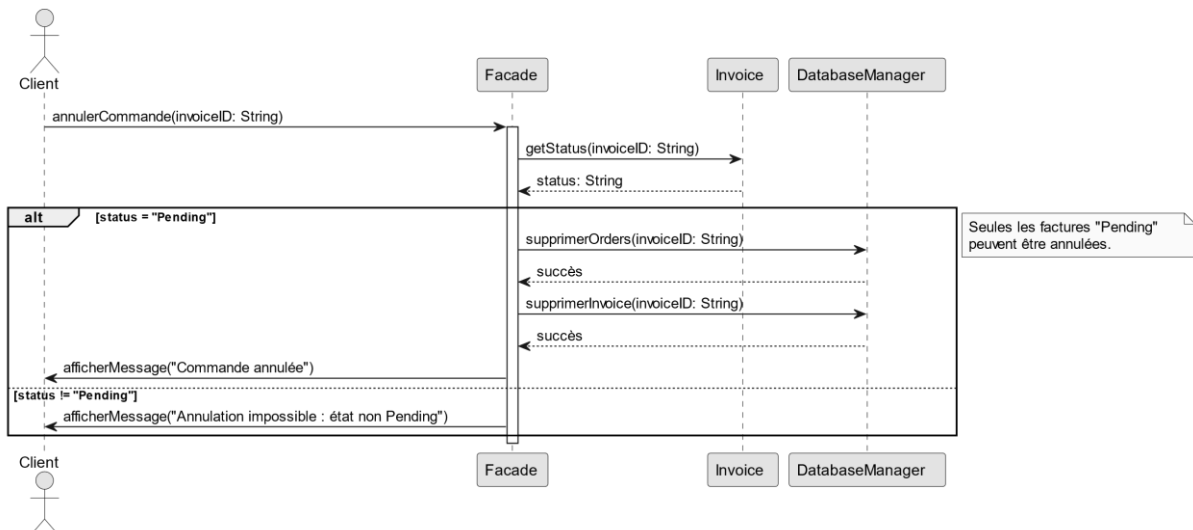 Client
Facade
Invoice
DatabaseManager
annulerCommande(invoiceID: String)
getStatus(invoiceID: String)
status: String
alt
[status = "Pending"]
Seules les factures "Pending"
peuvent être annulées.
supprimerOrders(invoiceID: String)
succès
supprimerInvoice(invoiceID: String)
succès
afficherMessage("Commande annulée")
[status != "Pending"]
afficherMessage("Annulation impossible : état non Pending")
Client
Facade
Invoice
DatabaseManager